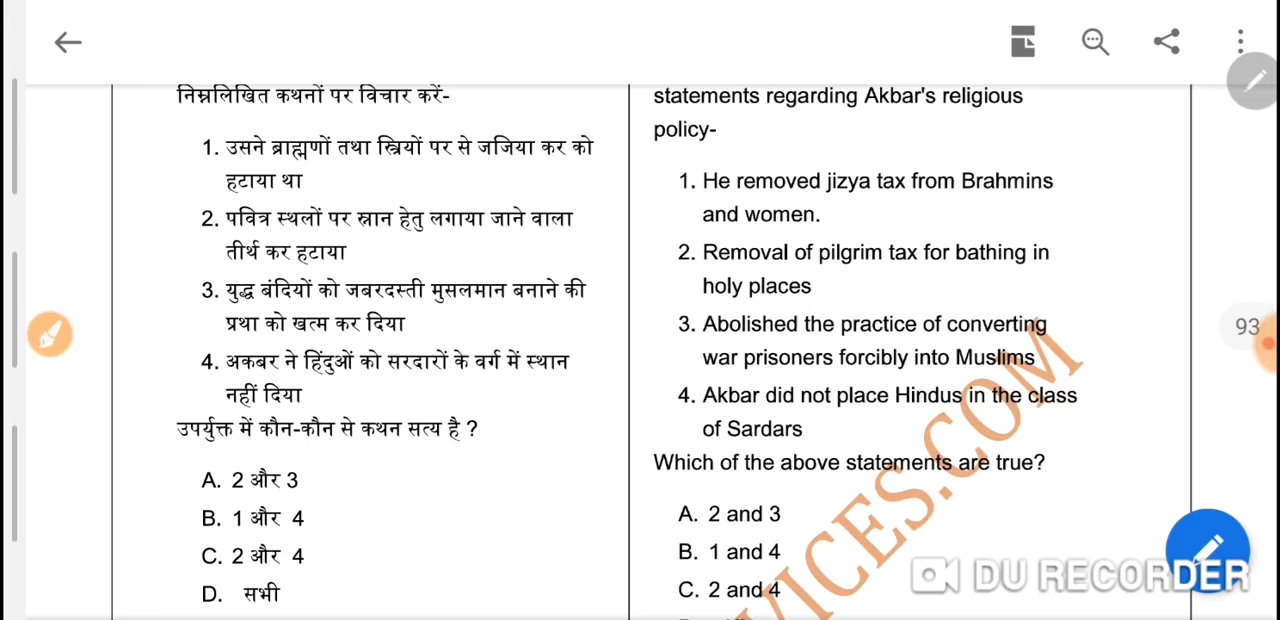 निम्नलिखित कथनों पर विचार करें-
1. उसने ब्राह्मणों तथा स्त्रियों पर से जजिया कर को
हटाया था
2. पवित्र स्थलों पर स्नान हेतु लगाया जाने वाला
तीर्थ कर हटाया
3. युद्ध बंदियों को जबरदस्ती मुसलमान बनाने की
प्रथा को खत्म कर दिया
4. अकबर ने हिंदुओं को सरदारों के वर्ग में स्थान
नहीं दिया
उपर्युक्त में कौन-कौन से कथन सत्य है ?
A. 2 और 3
B. 1 और 4
C. 2 और 4
D. सभी
statements regarding Akbar's religious
policy-
1. He removed jizya tax from Brahmins
and women.
2. Removal of pilgrim tax for bathing in
holy places
3. Abolished the practice of converting
war prisoners forcibly into Muslims
4. Akbar did not place Hindus in the class
of Sardars
Which of the above statements are true?
A. 2 and 3
B. 1 and 4
C. 2 and 4
93
VICES.COM
DU RECORDER